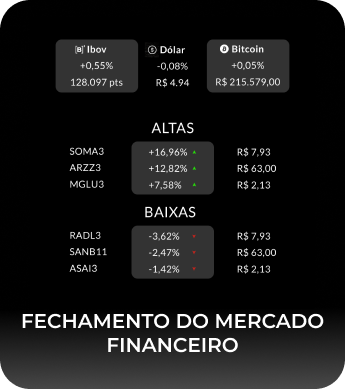 Ibov
+0,55%
128.097 pts
Dólar
-0,08%
R$ 4.94
Bitcoin
+0,05%
R$ 215.579,00
ALTAS
SOMA3 +16,96% R$ 7,93
ARZZ3 +12,82% R$ 63,00
MGLU3 +7,58% R$ 2,13
BAIXAS
RADL3 -3,62% R$ 7,93
SANB11 -2,47% R$ 63,00
ASAI3 -1,42% R$ 2,13
FECHAMENTO DO MERCADO
FINANCEIRO